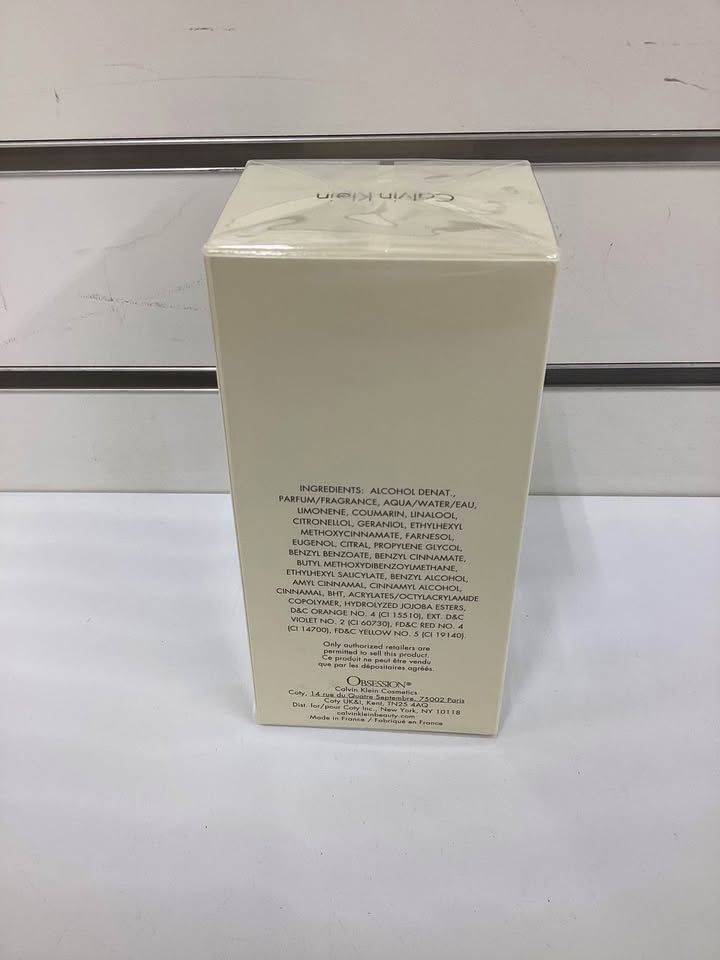 Calvin Klein
INGREDIENTS: ALCOHOL DENAT.,
PARFUM/FRAGRANCE, AQUA/WATER/EAU,
LIMONENE, COUMARIN, LINALOOL,
CITRONELLOL, GERANIOL, ETHYLHEXYL
METHOXYCINNAMATE, FARNESOL,
EUGENOL, CITRAL, PROPYLENE GLYCOL,
BENZYL BENZOATE, BENZYL CINNAMATE,
BUTYL METHOXYDIBENZOYLMETHANE,
ETHYLHEXYL SALICYLATE, BENZYL ALCOHOL,
AMYL CINNAMAL, CINNAMYL ALCOHOL,
CINNAMAL, BHT, ACRYLATES/OCTYLACRYLAMIDE
COPOLYMER, HYDROLYZED JOJOBA ESTERS,
D&C ORANGE NO. 4 (CI 15510), EXT. D&C
VIOLET NO. 2 (CI 60730), FD&C RED NO. 4
(CI 14700), FD&C YELLOW NO. 5 (CI 19140).
Only authorized retailers are
permitted to sell this product.
Ce produit ne peut être vendu
que par les dépositaires agréés.
OBSESSION®
Calvin Klein Cosmetics
Coty, 14 rue du Quatre Septembre, 75002 Paris
Coty UK&I, Kent, TN25 4AQ
Dist. for/pour Coty Inc., New York, NY 10118
calvinkleinbeauty.com
Made in France / Fabriqué en France